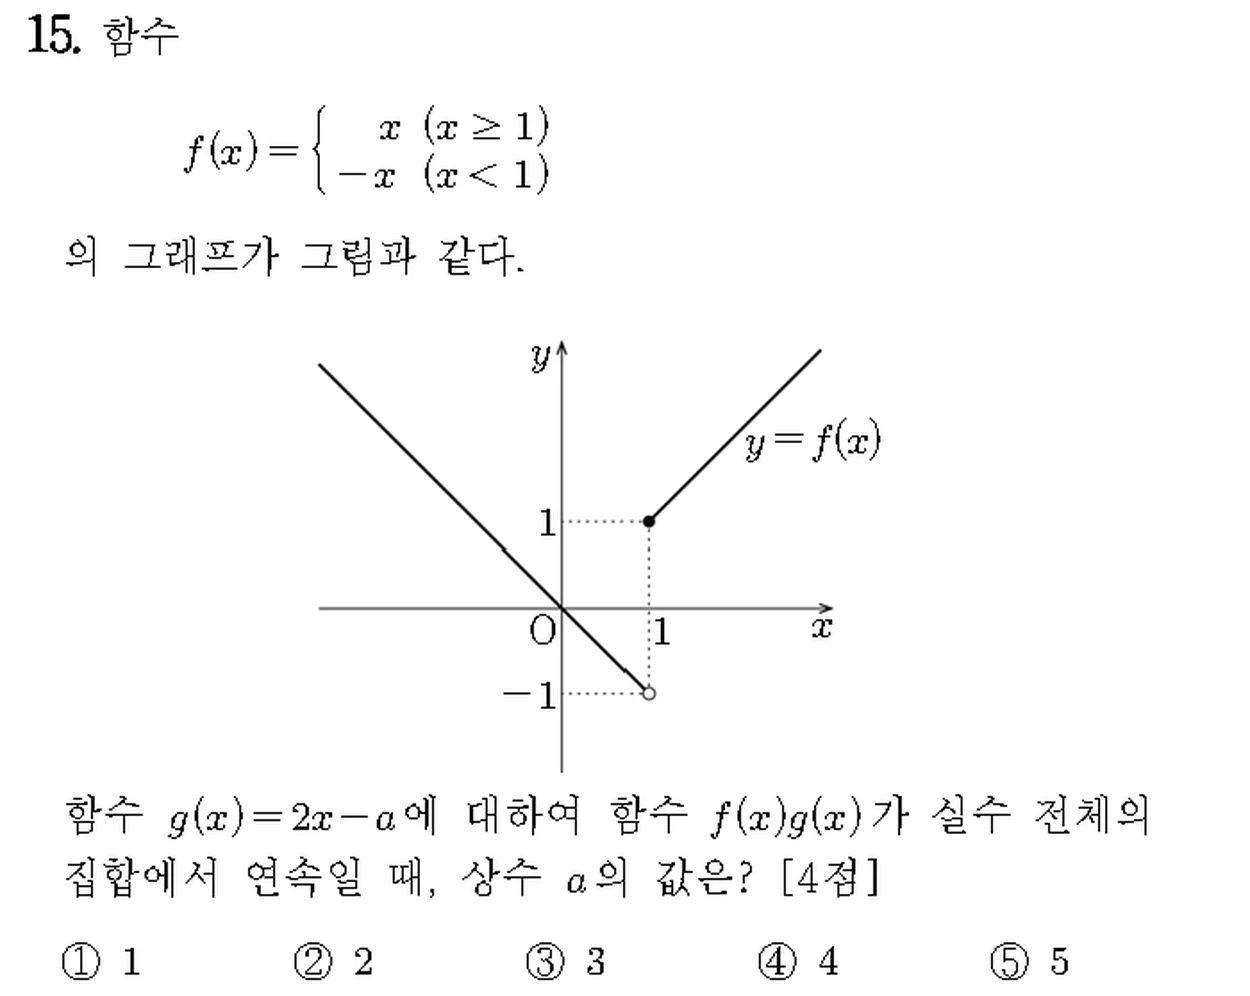 15. 함수
f(x) = { x (x ≥ 1)
−x (x < 1)
의 그래프가 그림과 같다.
y
y = f(x)
1
O
1
x
−1
함수 g(x)=2x−a에 대하여 함수 f(x)g(x)가 실수 전체의
집합에서 연속일 때, 상수 a의 값은? [4점]
① 1 ② 2 ③ 3 ④ 4 ⑤ 5